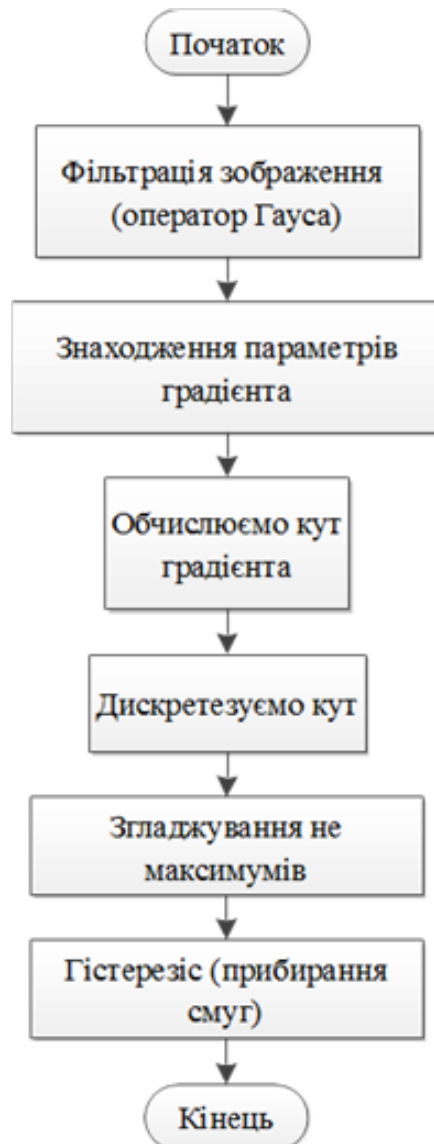 Початок
Фільтрація зображення
(оператор Гауса)
Знаходження параметрів
градієнта
Обчислюємо кут
градієнта
Дискретезуємо кут
Згладжування не
максимумів
Гістерезіс (прибирання
смуг)
Кінець